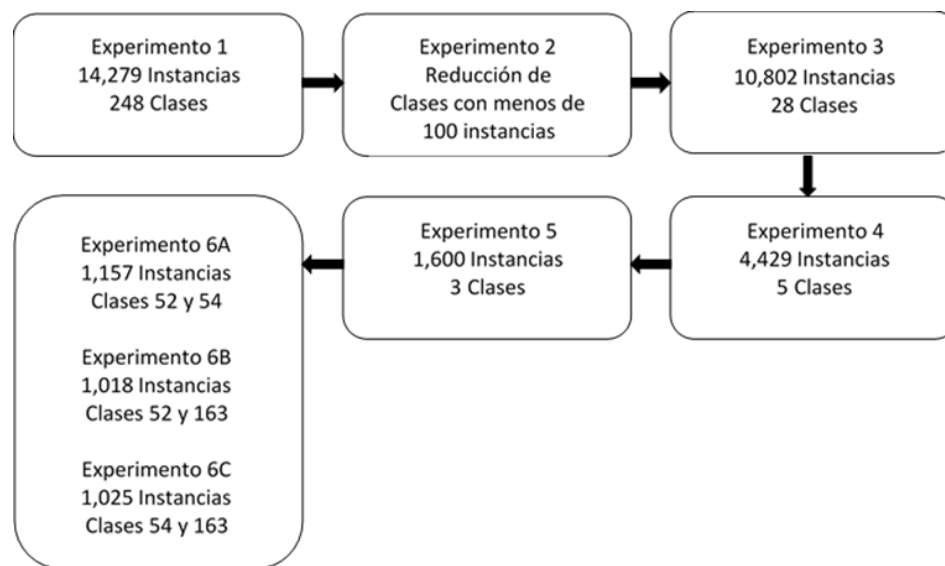 Experimento 1
14,279 Instancias
248 Clases
Experimento 2
Reducción de
Clases con menos de
100 instancias
Experimento 3
10,802 Instancias
28 Clases
Experimento 4
4,429 Instancias
5 Clases
Experimento 5
1,600 Instancias
3 Clases
Experimento 6A
1,157 Instancias
Clases 52 y 54
Experimento 6B
1,018 Instancias
Clases 52 y 163
Experimento 6C
1,025 Instancias
Clases 54 y 163